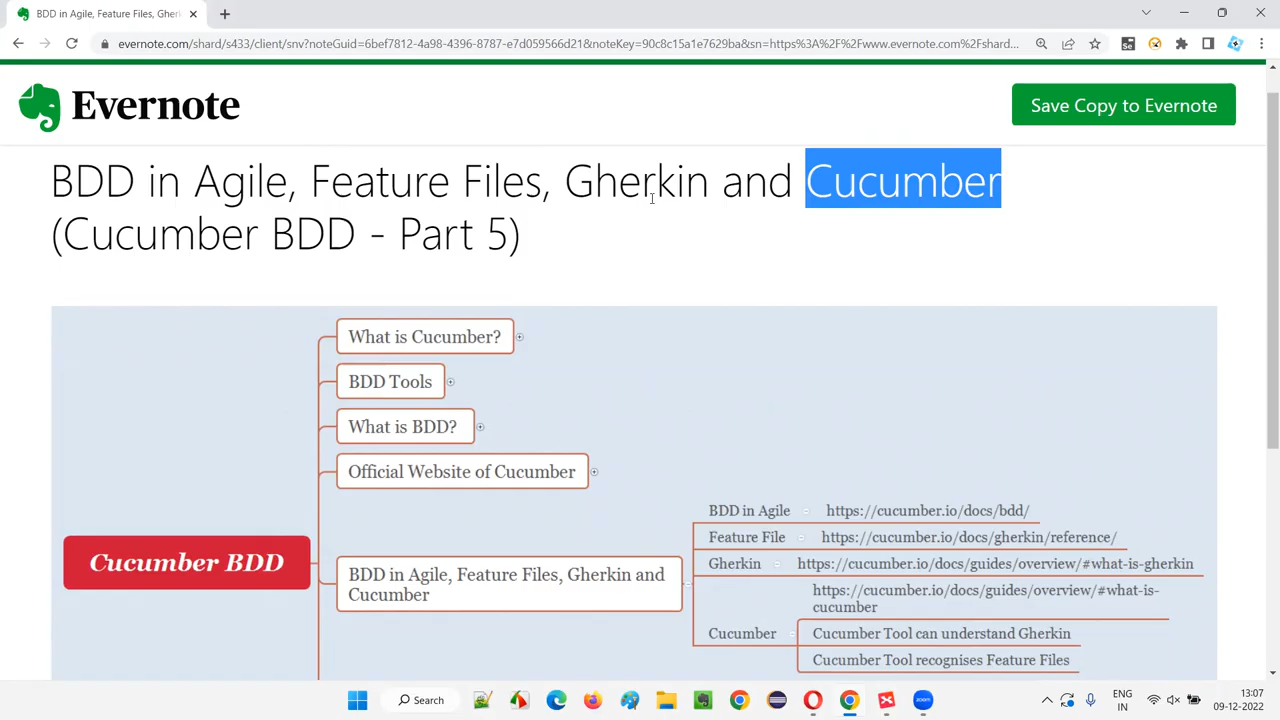 BDD in Agile, Feature Files, Gher
evernote.com/shard/s433/client/snv?noteGuid=6bef7812-4e08-4096-8787-e7d059566d21&noteKey=90c8c15a1e7629ba&sn=https%3A%2F%2Fwww.evernote.com%2Fshard...
Evernote
Save Copy to Evernote
BDD in Agile, Feature Files, Gherkin and Cucumber
(Cucumber BDD - Part 5)
What is Cucumber?
BDD Tools
What is BDD?
Official Website of Cucumber
Cucumber BDD
BDD in Agile, Feature Files, Gherkin and
Cucumber
BDD in Agile https://cucumber.io/docs/bdd/
Feature File https://cucumber.io/docs/gherkin/reference/
Gherkin https://cucumber.io/docs/guides/overview/#what-is-gherkin
https://cucumber.io/docs/guides/overview/#what-is-
cucumber
Cucumber Cucumber Tool can understand Gherkin
Cucumber Tool recognises Feature Files
Search
zoom
ENG
IN
13:07
09-12-2022